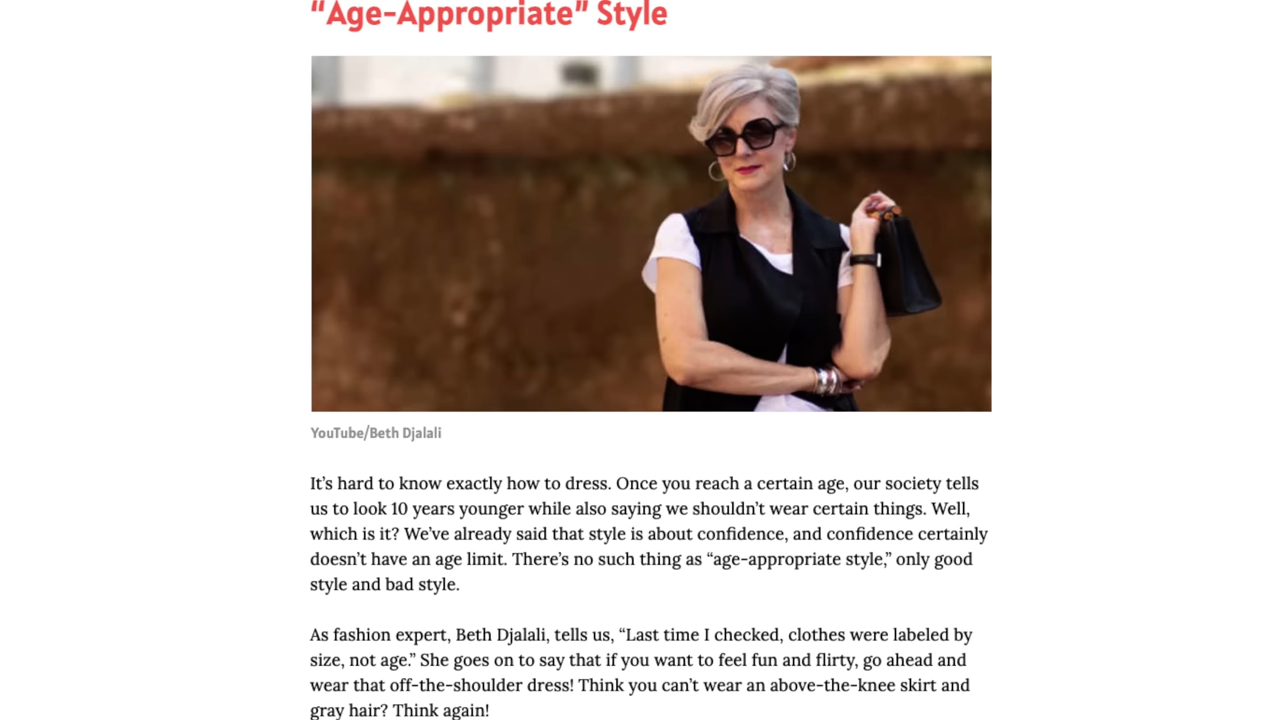 “Age-Appropriate” Style
YouTube/Beth Djalali
It’s hard to know exactly how to dress. Once you reach a certain age, our society tells
us to look 10 years younger while also saying we shouldn’t wear certain things. Well,
which is it? We’ve already said that style is about confidence, and confidence certainly
doesn’t have an age limit. There’s no such thing as “age-appropriate style,” only good
style and bad style.
As fashion expert, Beth Djalali, tells us, “Last time I checked, clothes were labeled by
size, not age.” She goes on to say that if you want to feel fun and flirty, go ahead and
wear that off-the-shoulder dress! Think you can’t wear an above-the-knee skirt and
gray hair? Think again!